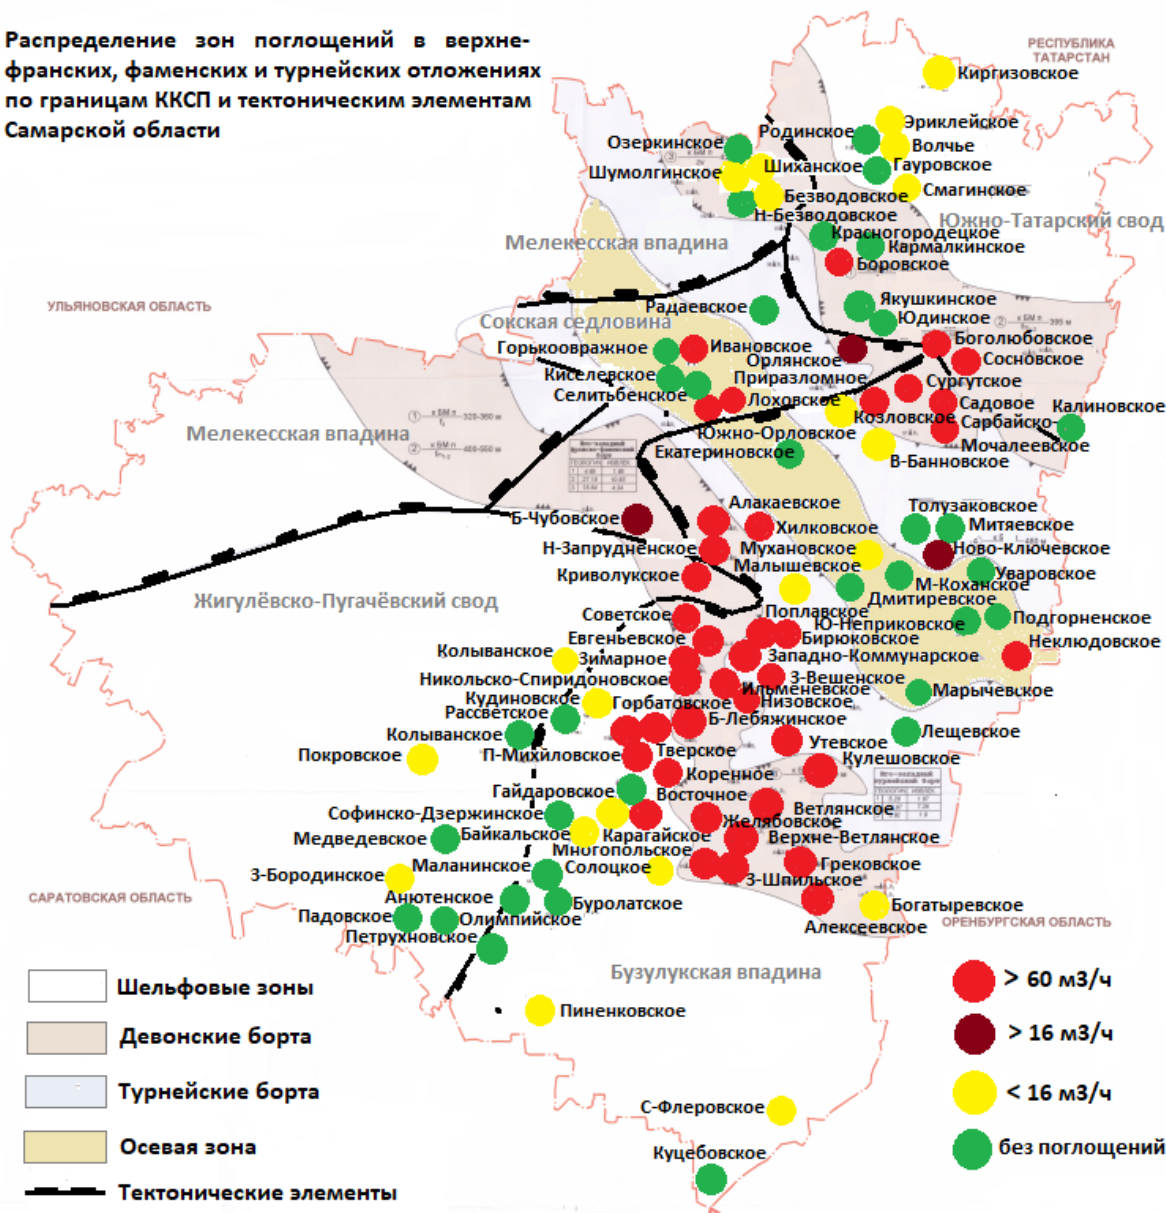 Распределение зон поглощений в верхне-
франских, фаменских и турнейских отложениях
по границам ККСП и тектоническим элементам
Самарской области
РЕСПУБЛИКА
ТАТАРСТАН
Киргизовское
Эриклейское
Родинское
Волчье
Озеркинское
Гауровское
Шиханское
Шумолгинское
Смагинское
Безводовское
Н-Безводовское
Южно-Татарский свод
Красногородецкое
Мелекесская впадина
Кармалкинское
Боровское
УЛЬЯНОВСКАЯ ОБЛАСТЬ
Якушкинское
Радаевское
Юдинское
Сокская седловина
Боголюбовское
Горькоовражное
Ивановское
Орлянское
Сосновское
Киселевское
Приразломное
Сургутское
Селитьбенское
Лоховское
Садовое
Калиновское
Козловское
Сарбайско-
Мочалеевское
Мелекесская впадина
Южно-Орловское
Екатериновское
В-Банновское
Алакаевское
Толузаковское
Б-Чубовское
Хилковское
Митяевское
Н-Запрудненское
Мухановское
Ново-Ключевское
Малышевское
Криволукское
М-Коханское
Уваровское
Жигулёвско-Пугачёвский свод
Дмитиревское
Советское
Поплавское
Ю-Неприковское
Подгорненское
Евгеньевское
Бирюковское
Неклюдовское
Колыванское
Зимарное
Западно-Коммунарское
Никольско-Спиридоновское
З-Вешенское
Ильменевское
Марычевское
Кудиновское
Горбатовское
Низовское
Рассветское
Б-Лебяжинское
Колыванское
Лещевское
Утевское
Покровское
П-Михйловское
Тверское
Кулешовское
Коренное
Гайдаровское
Восточное
Ветлянское
Софинско-Дзержинское
Желябовское
Медведевское
Байкальское
Карагайское
Верхне-Ветлянское
Многопольское
Маланинское
Солоцкое
Грековское
З-Бородинское
З-Шпильское
САРАТОВСКАЯ ОБЛАСТЬ
Анютенское
Буролатское
Богатыревское
Падовское
Олимпийское
Алексеевское
ОРЕНБУРГСКАЯ ОБЛАСТЬ
Петрухновское
Бузулукская впадина
Пиненковское
С-Флеровское
Куцебовское
Шельфовые зоны
Девонские борта
Турнейские борта
Осевая зона
Тектонические элементы
> 60 м3/ч
> 16 м3/ч
< 16 м3/ч
без поглощений